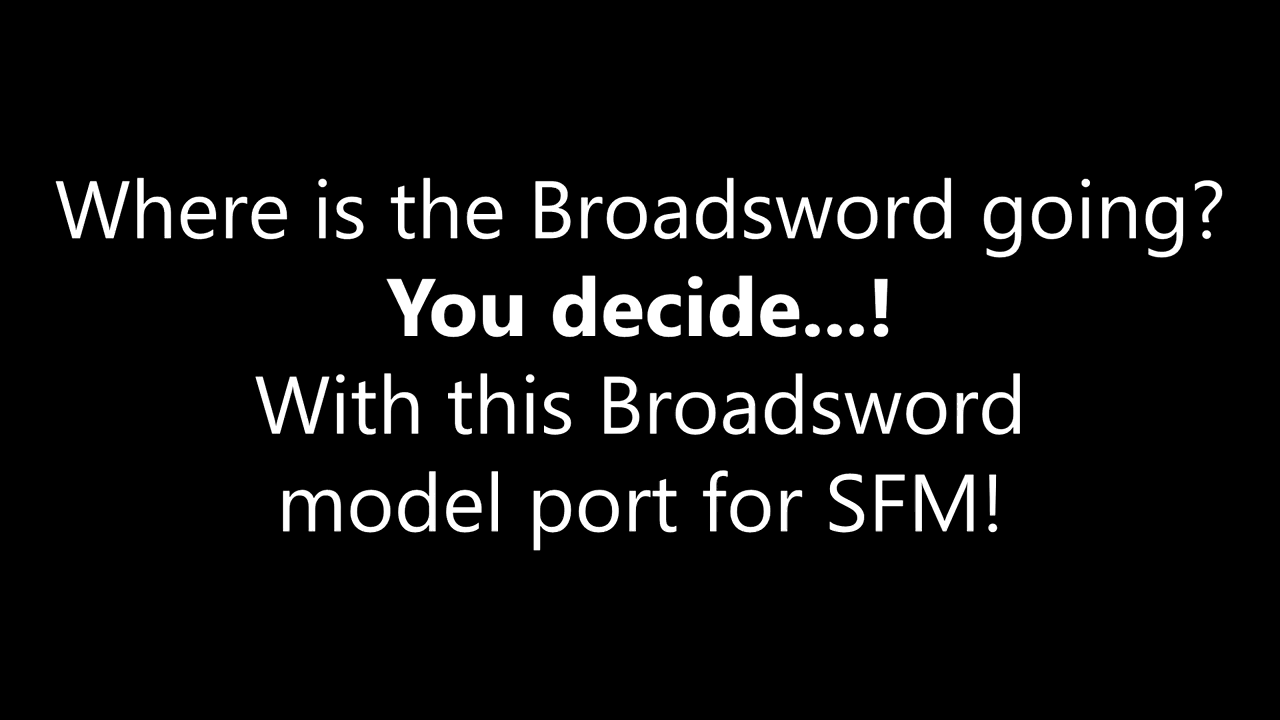 Where is the Broadsword going?
You decide...!
With this Broadsword
model port for SFM!